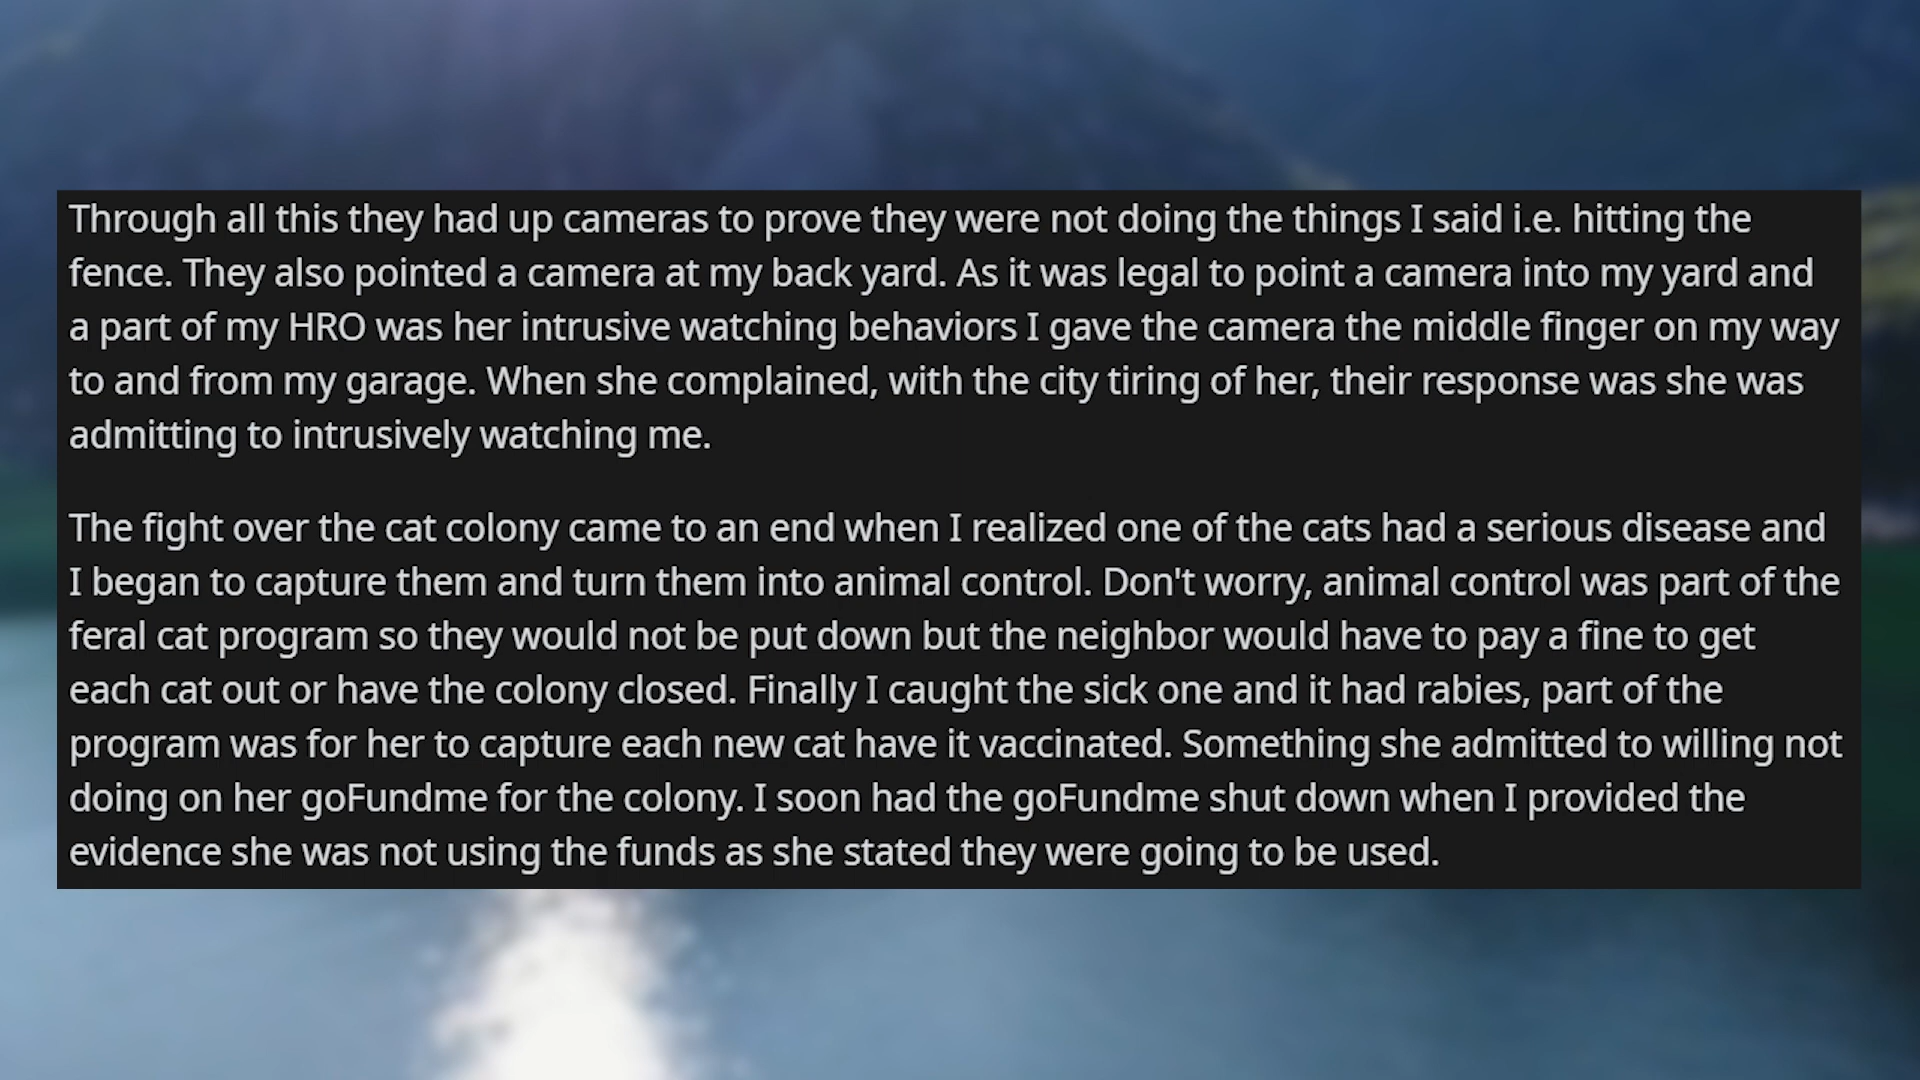 Through all this they had up cameras to prove they were not doing the things I said i.e. hitting the
fence. They also pointed a camera at my back yard. As it was legal to point a camera into my yard and
a part of my HRO was her intrusive watching behaviors I gave the camera the middle finger on my way
to and from my garage. When she complained, with the city tiring of her, their response was she was
admitting to intrusively watching me.
The fight over the cat colony came to an end when I realized one of the cats had a serious disease and
I began to capture them and turn them into animal control. Don't worry, animal control was part of the
feral cat program so they would not be put down but the neighbor would have to pay a fine to get
each cat out or have the colony closed. Finally I caught the sick one and it had rabies, part of the
program was for her to capture each new cat have it vaccinated. Something she admitted to willing not
doing on her goFundme for the colony. I soon had the goFundme shut down when I provided the
evidence she was not using the funds as she stated they were going to be used.